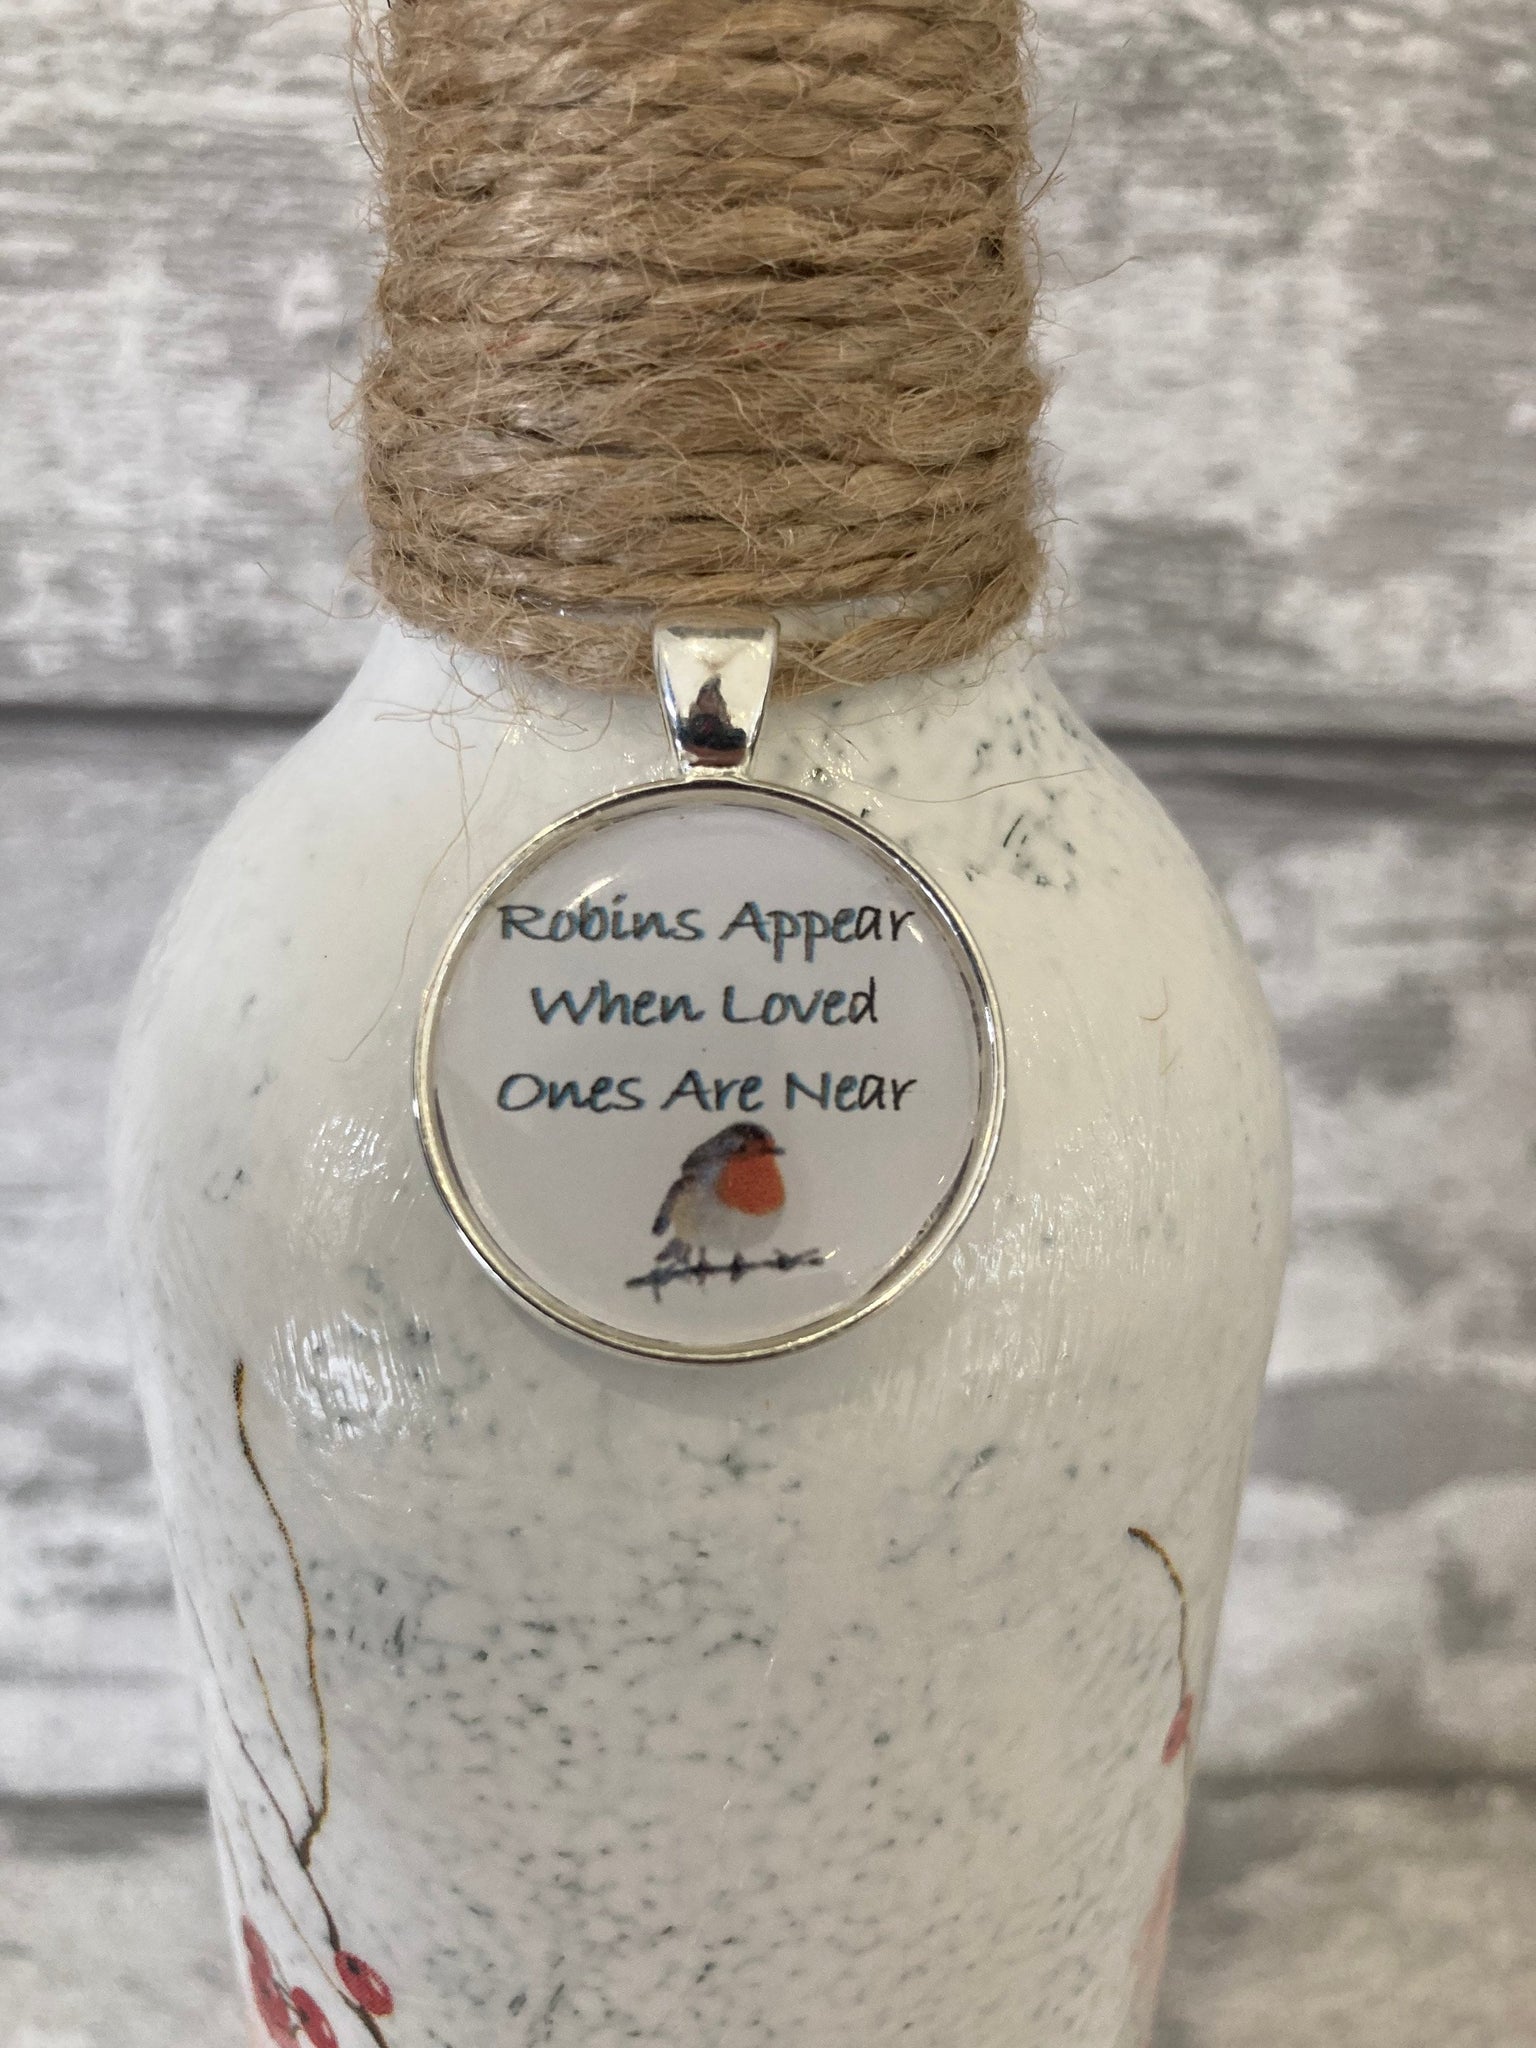 Robins Appear
When Loved
Ones Are Near